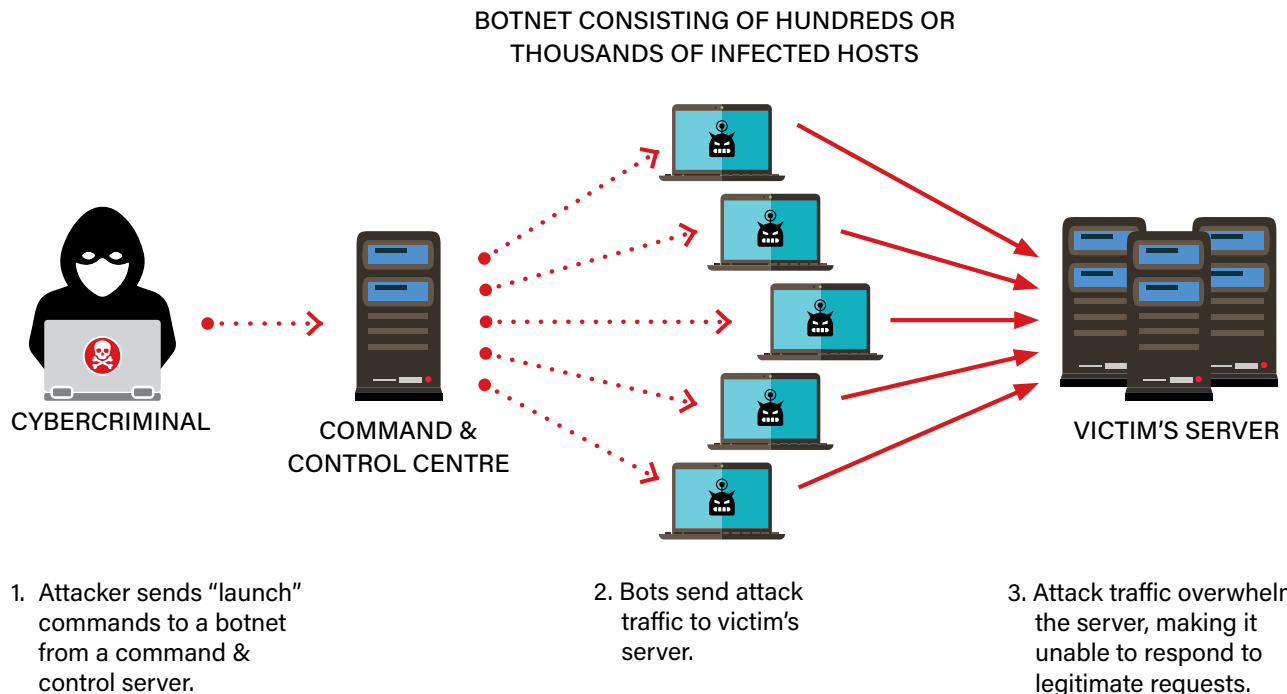 BOTNET CONSISTING OF HUNDREDS OR
THOUSANDS OF INFECTED HOSTS
CYBERCRIMINAL
COMMAND &
CONTROL CENTRE
VICTIM'S SERVER
1. Attacker sends “launch”
commands to a botnet
from a command &
control server.
2. Bots send attack
traffic to victim's
server.
3. Attack traffic
the server, making it
unable to respond to
legitimate requests.